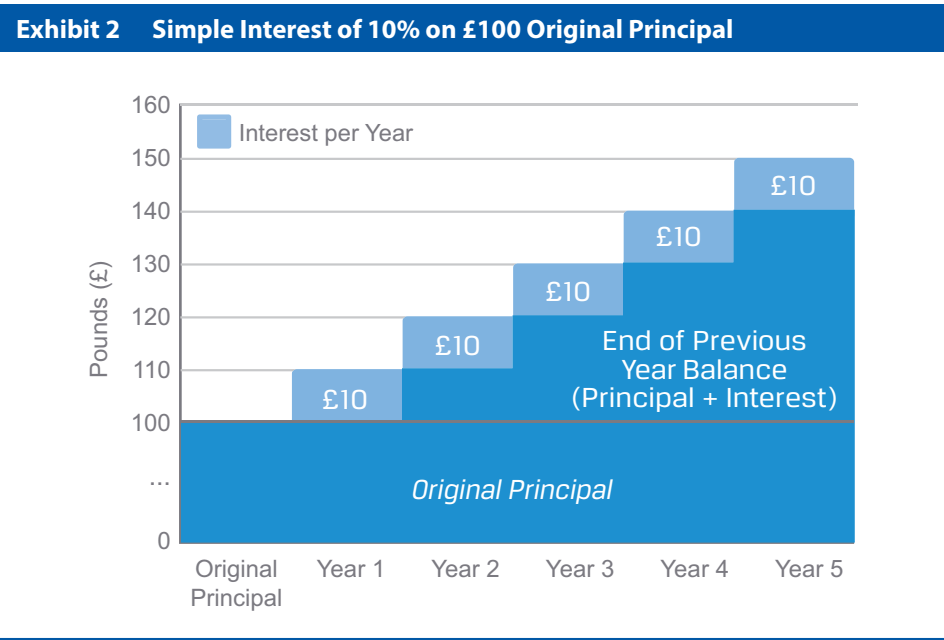 Exhibit 2 Simple Interest of 10% on £100 Original Principal
160
Interest per Year
150
£10
140
£10
130
£10
120
£10
End of Previous
Year Balance
(Principal + Interest)
110
£10
100
Pounds (£)
...
Original Principal
0
Original
Principal
Year 1
Year 2
Year 3
Year 4
Year 5